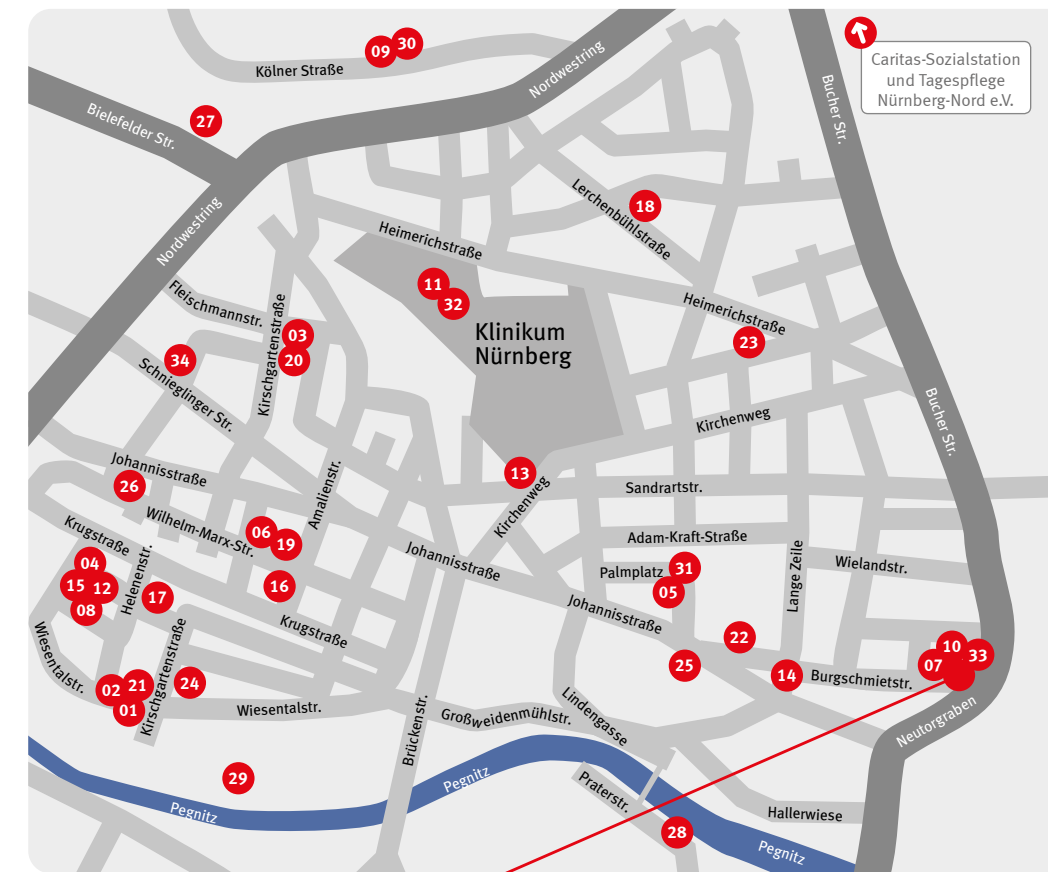 09
30
Kölner Straße
Nordwestring
Bucher Str.
Caritas-Sozialstation
und Tagespflege
Nürnberg-Nord e.V.
27
Bielefelder Str.
Nordwestring
18
Lerchenbühlstraße
Heimerichstraße
11
32
Klinikum
Nürnberg
Fleischmannstr.
Kirschgartenstraße
03
20
34
Schnieglinger Str.
Heimerichstraße
23
Bucher Str.
Kirchenweg
13
Kirchenweg
Sandrartstr.
Johannisstraße
26
Wilhelm-Marx-Str.
06
19
Amalienstr.
Krugstraße
04
15
12
08
Helenenstr.
17
16
Krugstraße
Johannisstraße
Adam-Kraft-Straße
Palmplatz
31
05
Lange Zeile
Wielandstr.
Johannisstraße
22
25
14
Burgschmietstr.
10
07
33
Neutorgraben
Wiesentalstr.
02
21
01
Kirschgartenstraße
24
Wiesentalstr.
Brückenstr.
Großweidenmühlstr.
Lindengasse
29
Pegnitz
Pegnitz
Praterstr.
28
Hallerwiese
Pegnitz